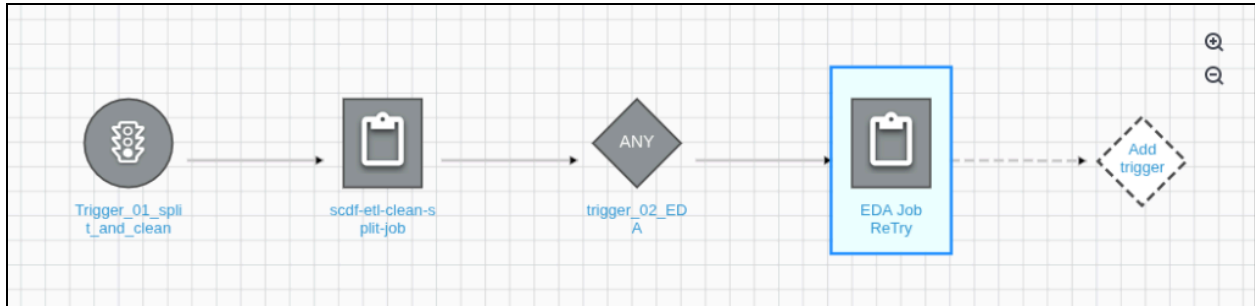 ANY
Add
trigger
Trigger_01_spli
t_and_clean
scdf-etl-clean-s
plit-job
trigger_02_ED
A
EDA Job
ReTry